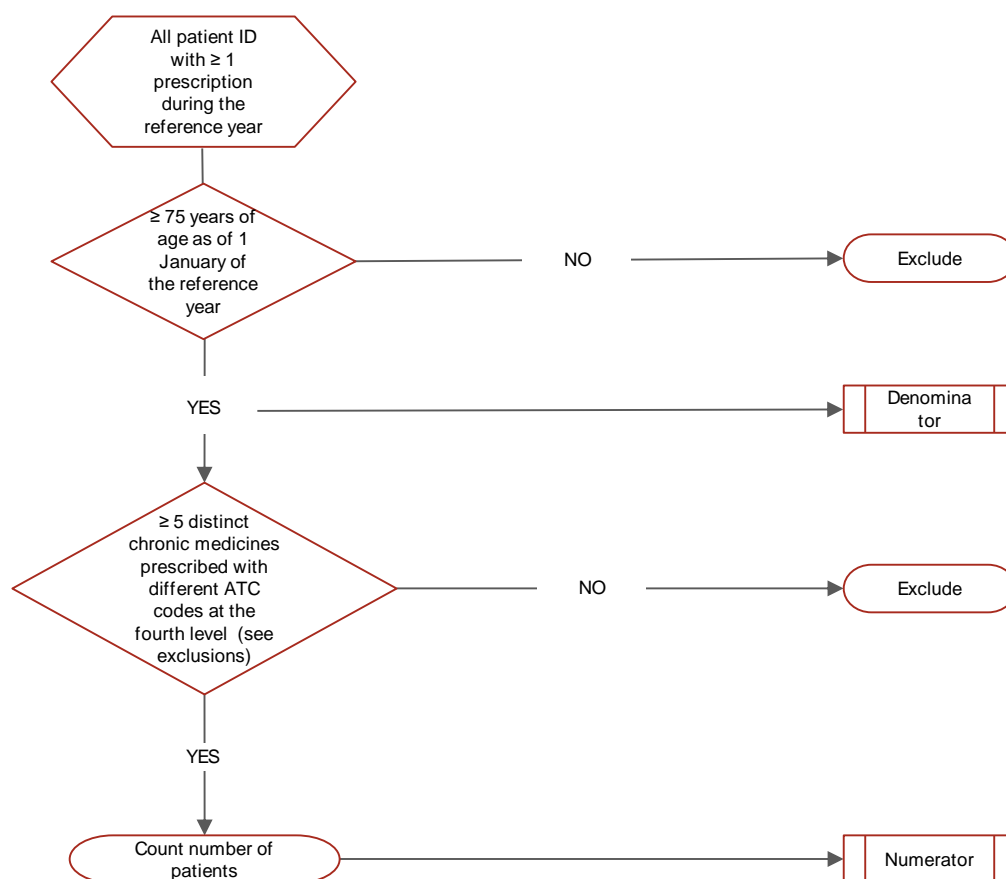 All patient ID
with ≥ 1
prescription
during the
reference year
≥ 75 years of
age as of 1
January of
the reference
year
NO
Exclude
YES
Denomina
tor
≥ 5 distinct
chronic medicines
prescribed with
different ATC
codes at the
fourth level (see
exclusions)
NO
Exclude
YES
Count number of
patients
Numerator